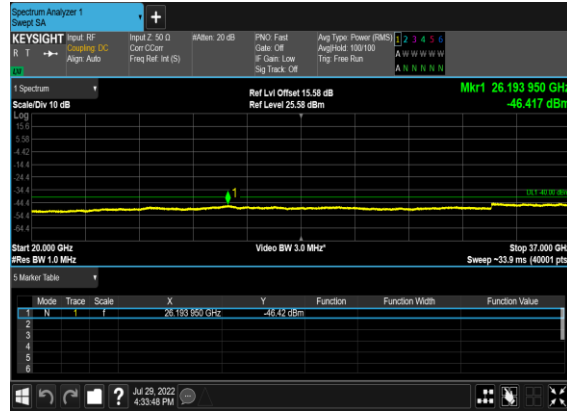 Spectrum Analyzer 1
Swept SA
+
KEYSIGHT
R T
Input: RF
Coupling: DC
Align: Auto
Input Z: 50 Ω
Corr CCorr
Freq Ref: Int (S)
#Atten: 20 dB
PNO: Fast
Gate: Off
IF Gain: Low
Sig Track: Off
Avg Type: Power (RMS)
Avg|Hold: 100/100
Trig: Free Run
1 2 3 4 5 6
A W W W W W
A N N N N N
1 Spectrum
Scale/Div 10 dB
Ref Lvl Offset 15.58 dB
Ref Level 25.58 dBm
Mkr1 26.193 950 GHz
-46.417 dBm
Log
15.6
5.58
-4.42
-14.4
-24.4
-34.4
-44.4
-54.4
-64.4
1
DL1 -40.00 dBm
Start 20.000 GHz
#Res BW 1.0 MHz
Video BW 3.0 MHz*
Stop 37.000 GHz
Sweep ~33.9 ms (40001 pts)
5 Marker Table
Mode Trace Scale X Y Function Function Width Function Value
1 N 1 f 26.193 950 GHz -46.42 dBm
2
3
4
5
6
?
Jul 29, 2022
4:33:48 PM